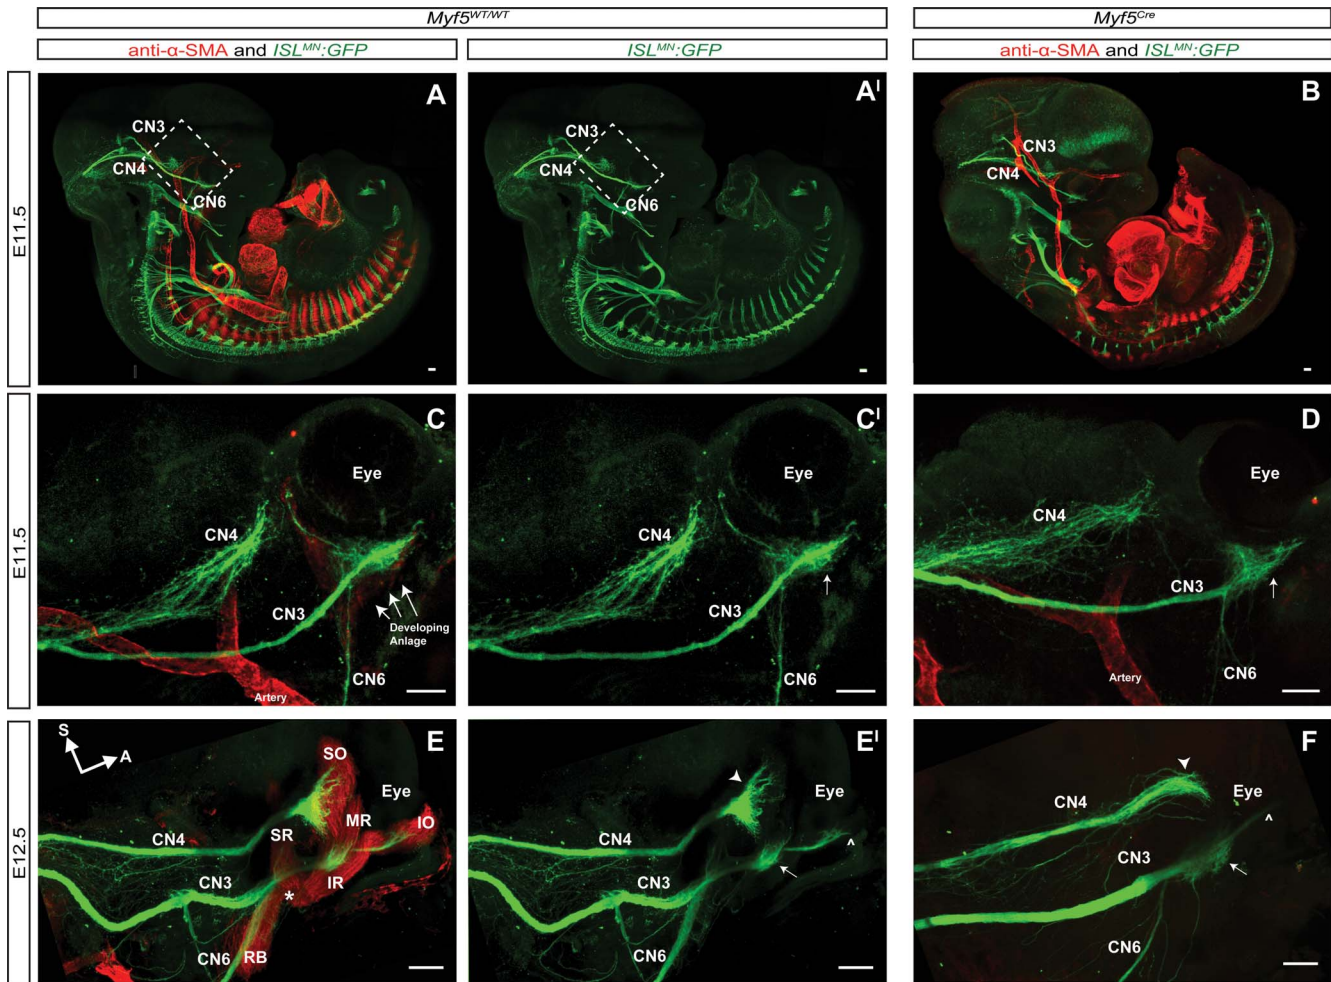 Myf5WT/WT
Myf5Cre
anti-α-SMA and ISLMN:GFP
ISLMN:GFP
anti-α-SMA and ISLMN:GFP
E11.5
A
CN3
CN4
CN6
AI
CN3
CN4
CN6
B
CN3
CN4
E11.5
C
Eye
CN4
CN3
Developing
Anlage
CN6
Artery
CI
Eye
CN4
CN3
CN6
D
Eye
CN4
CN3
CN6
Artery
E12.5
S
A
E
SO
Eye
CN4
SR
MR
IO
CN3
IR
*
CN6
RB
EI
Eye
CN4
^
CN3
CN6
F
Eye
CN4
^
CN3
CN6